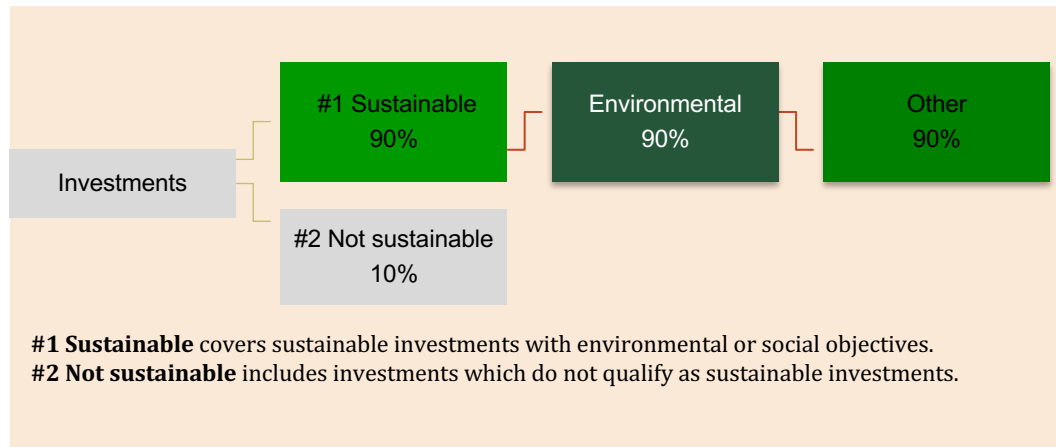 #1 Sustainable
90%
Environmental
90%
Other
90%
Investments
#2 Not sustainable
10%
#1 Sustainable covers sustainable investments with environmental or social objectives.
#2 Not sustainable includes investments which do not qualify as sustainable investments.